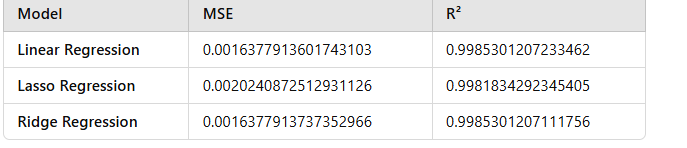 Model MSE R²
Linear Regression 0.0016377913601743103 0.9985301207233462
Lasso Regression 0.0020240872512931126 0.9981834292345405
Ridge Regression 0.0016377913737352966 0.9985301207111756